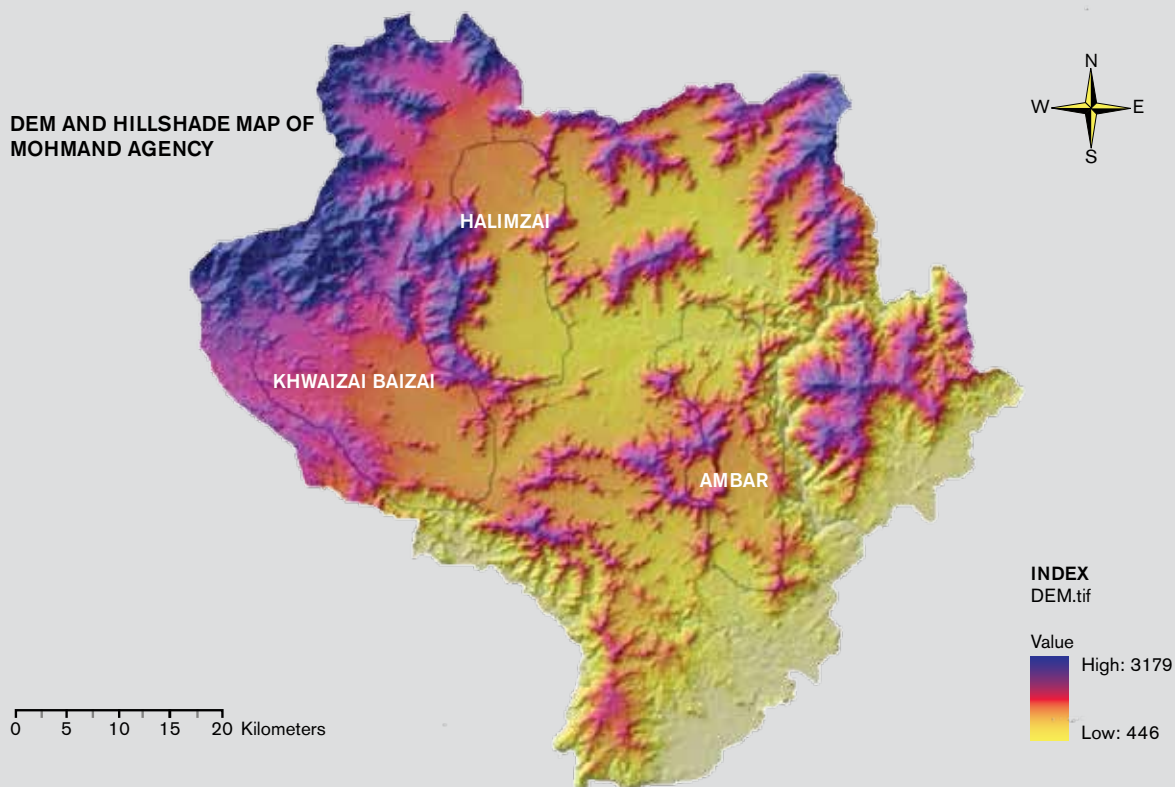 DEM AND HILLSHADE MAP OF
MOHMAND AGENCY
N
W E
S
HALIMZAI
KHWAIZAI BAIZAI
AMBAR
INDEX
DEM.tif
Value
High: 3179
Low: 446
0 5 10 15 20 Kilometers